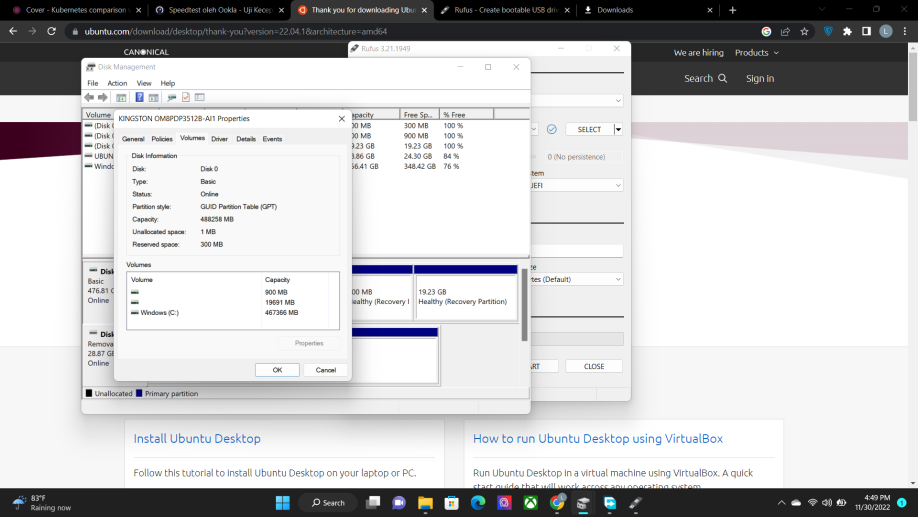 Cover - Kubernetes comparison
Speedtest oleh Ookla - Uji Kecep
Thank you for downloading Ubu
Rufus - Create bootable USB driv
Downloads
ubuntu.com/download/desktop/thank-you?version=22.04.1&architecture=amd64
L
CANONICAL
We are hiring
Products
Search
Sign in
Rufus 3.21.1949
SELECT
0 (No persistence)
stem
UEFI
ze
ytes (Default)
ART
CLOSE
Disk Management
File Action View Help
Volume
apacity
Free Sp...
% Free
(Disk
00 MB
300 MB
100 %
(Disk
00 MB
900 MB
100 %
(Disk
9.23 GB
19.23 GB
100 %
UBUN
8.86 GB
24.30 GB
84 %
Windo
56.41 GB
348.42 GB
76 %
KINGSTON OM8PDP3512B-AI1 Properties
General Policies Volumes Driver Details Events
Disk Information
Disk: Disk 0
Type: Basic
Status: Online
Partition style: GUID Partition Table (GPT)
Capacity: 488258 MB
Unallocated space: 1 MB
Reserved space: 300 MB
Volumes
Volume Capacity
900 MB
19691 MB
Windows (C:) 467366 MB
Properties
OK Cancel
Disk
Basic
476.81 G
Online
00 MB
ealthy (Recovery
19.23 GB
Healthy (Recovery Partition)
Disk
Remova
28.87 GB
Online
Unallocated Primary partition
Install Ubuntu Desktop
Follow this tutorial to install Ubuntu Desktop on your laptop or PC.
How to run Ubuntu Desktop using VirtualBox
Run Ubuntu Desktop in a virtual machine using VirtualBox. A quick
start guide that will work across any operating system.
83°F
Raining now
Search
4:49 PM
11/30/2022
1